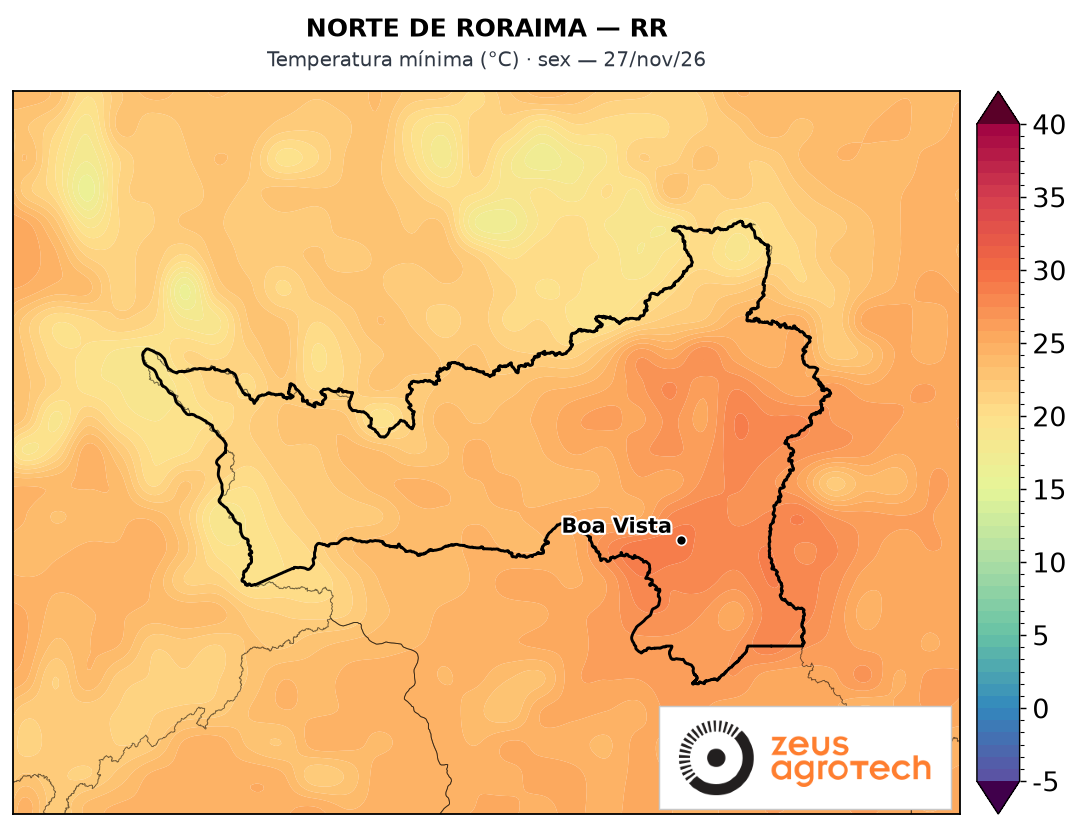 NORTE DE RORAIMA — RR
Temperatura mínima (°C) · sex — 27/nov/26
40
35
30
25
20
15
10
5
0
-5
Boa Vista
zeus
agrotech